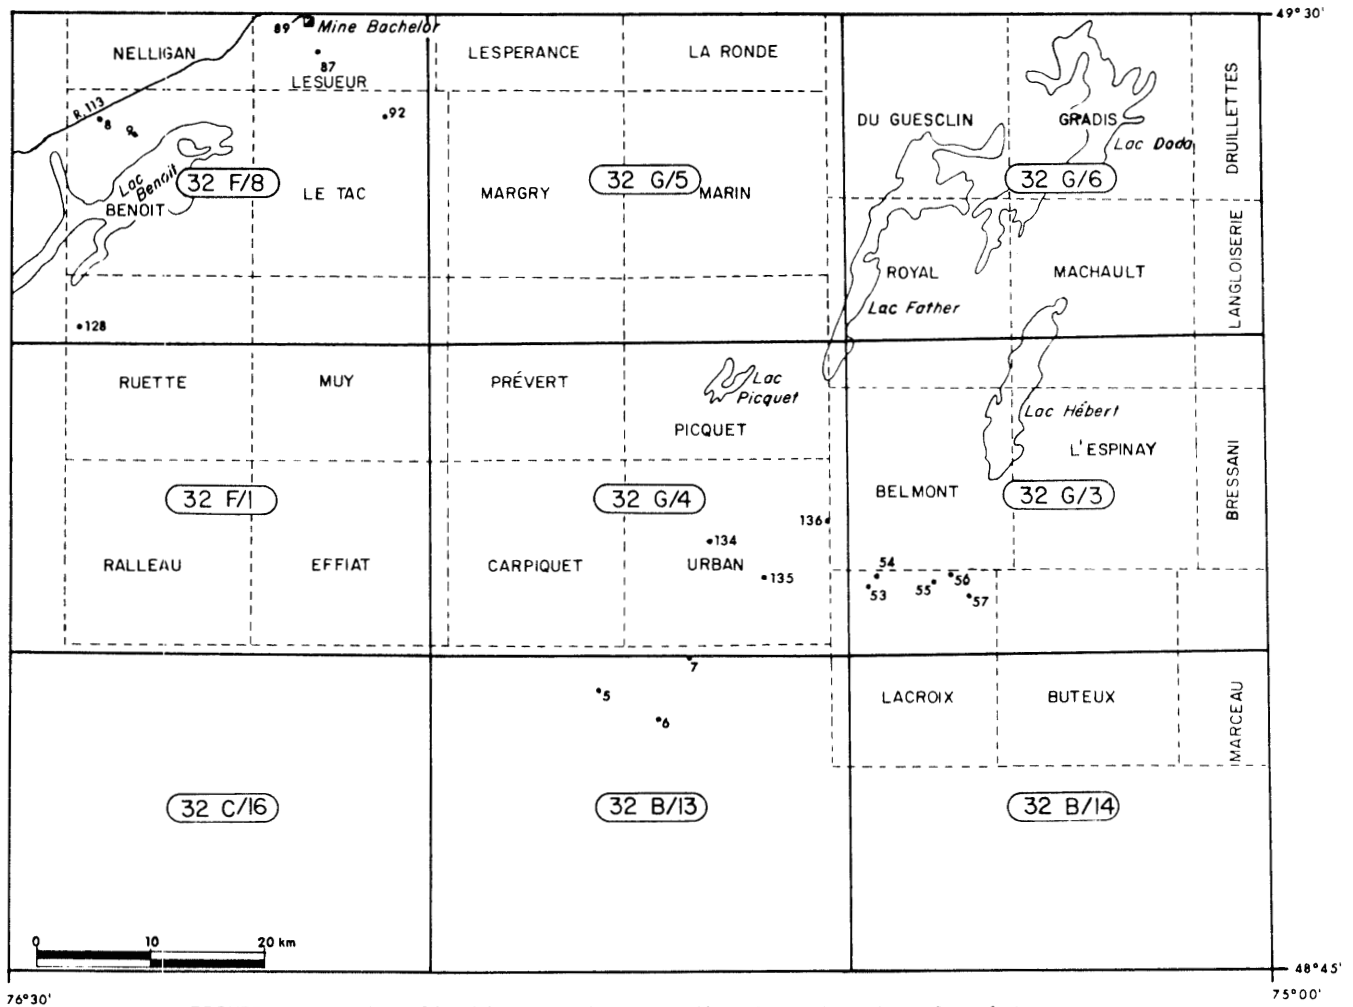 49°30'
89 Mine Bachelor
NELLIGAN
87
LESUEUR
LESPERANCE
LA RONDE
DRUILLETTES
R.113
8
9
92
DU GUESCLIN
GRADIS
Lac Doda
Lac Benoit
32 F/8
BENOIT
LE TAC
MARGRY
32 G/5
MARIN
32 G/6
LANGLOISERIE
ROYAL
MACHAULT
Lac Father
128
RUETTE
MUY
PRÉVERT
Lac
Picquet
PICQUET
Lac Hébert
L'ESPINAY
BRESSANI
32 F/1
32 G/4
BELMONT
32 G/3
136
134
RALLEAU
EFFIAT
CARPIQUET
URBAN
135
54
53
55
56
57
7
5
6
LACROIX
BUTEUX
MARCEAU
32 C/16
32 B/13
32 B/14
0 10 20 km
48°45'
76°30'
75°00'